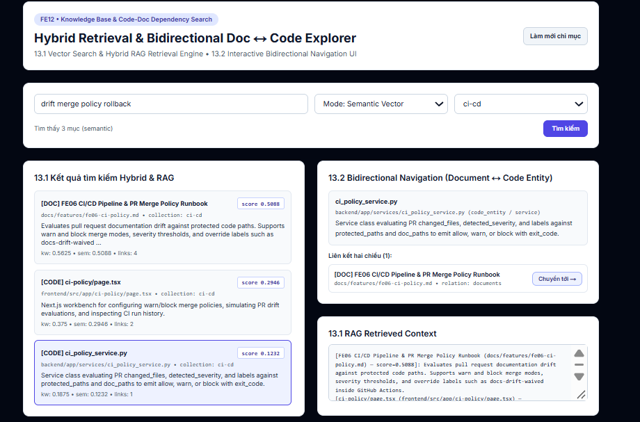 FE12 • Knowledge Base & Code-Doc Dependency Search
Hybrid Retrieval & Bidirectional Doc ↔ Code Explorer
13.1 Vector Search & Hybrid RAG Retrieval Engine • 13.2 Interactive Bidirectional Navigation UI
Làm mới chỉ mục
drift merge policy rollback
Mode: Semantic Vector
ci-cd
Tìm thấy 3 mục (semantic)
Tìm kiếm
13.1 Kết quả tìm kiếm Hybrid & RAG
[DOC] FE06 CI/CD Pipeline & PR Merge Policy Runbook
score 0.5088
docs/features/fe06-ci-policy.md • collection: ci-cd
Evaluates pull request documentation drift against protected code paths. Supports
warn and block merge modes, severity thresholds, and override labels such as
docs-drift-waived ...
kw: 0.5625 • sem: 0.5088 • links: 4
[CODE] ci-policy/page.tsx
score 0.2946
frontend/src/app/ci-policy/page.tsx • collection: ci-cd
Next.js workbench for configuring warn/block merge policies, simulating PR drift
evaluations, and inspecting CI run history.
kw: 0.375 • sem: 0.2946 • links: 2
[CODE] ci_policy_service.py
score 0.1232
backend/app/services/ci_policy_service.py • collection: ci-cd
Service class evaluating PR changed_files, detected_severity, and labels against
protected_paths and doc_paths to emit allow, warn, or block with exit_code.
kw: 0.1875 • sem: 0.1232 • links: 1
13.2 Bidirectional Navigation (Document ↔ Code Entity)
ci_policy_service.py
backend/app/services/ci_policy_service.py (code_entity / service)
Service class evaluating PR changed_files, detected_severity, and labels against
protected_paths and doc_paths to emit allow, warn, or block with exit_code.
Liên kết hai chiều (1):
[DOC] FE06 CI/CD Pipeline & PR Merge Policy Runbook
docs/features/fe06-ci-policy.md • relation: documents
Chuyển tới →
13.1 RAG Retrieved Context
[FE06 CI/CD Pipeline & PR Merge Policy Runbook (docs/features/fe06-ci-
policy.md) — score=0.5088]: Evaluates pull request documentation drift
against protected code paths. Supports warn and block merge modes,
severity thresholds, and override labels such as docs-drift-waived
inside GitHub Actions.
[ci-policy/page.tsx (frontend/src/app/ci-policy/page.tsx) —